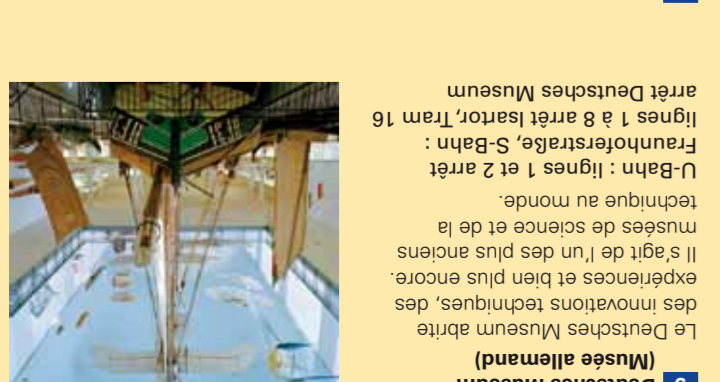 Deutsches Museum
(Musée allemand)
Le Deutsches Museum abrite
des innovations techniques, des
expériences et bien plus encore.
Il s'agit de l'un des plus anciens
musées de science et de la
technique au monde.
U-Bahn : lignes 1 et 2 arrêt
Fraunhoferstraße, S-Bahn :
lignes 1 à 8 arrêt Isartor, Tram 16
arrêt Deutsches Museum